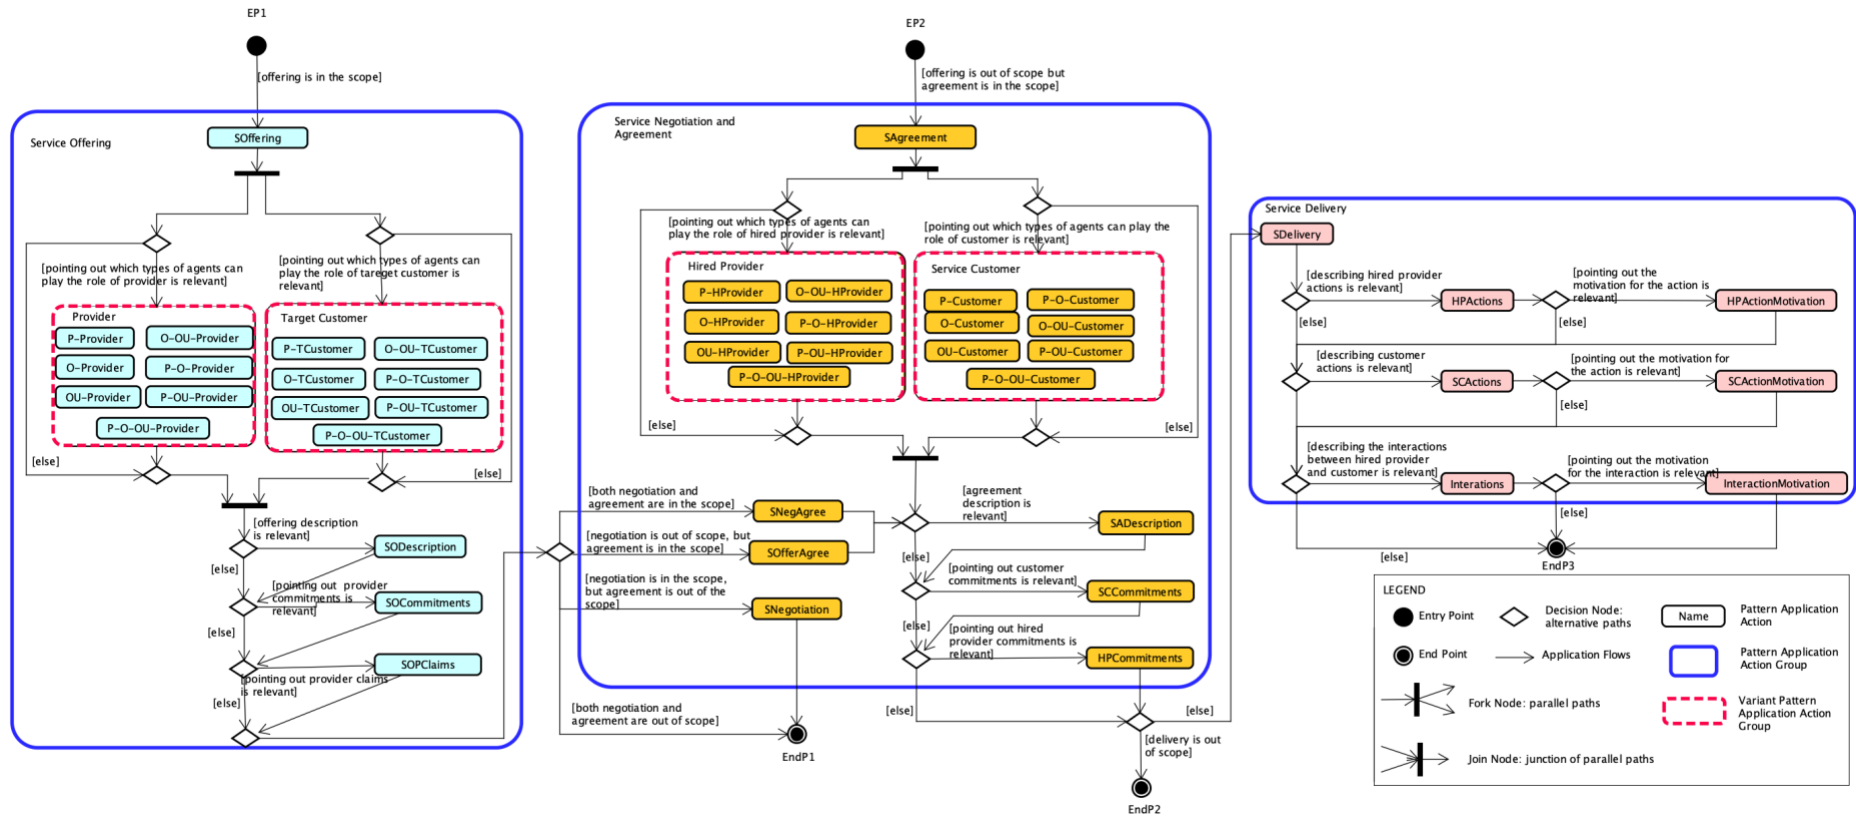 EP1
[offering is in the scope]
Service Offering
SOffering
[pointing out which types of agents can
play the role of provider is relevant]
[pointing out which types of agents can
play the role of tareget customer is
relevant]
Provider
P-Provider
O-OU-Provider
O-Provider
P-O-Provider
OU-Provider
P-OU-Provider
P-O-OU-Provider
Target Customer
P-TCustomer
O-OU-TCustomer
O-TCustomer
P-O-TCustomer
OU-TCustomer
P-OU-TCustomer
P-O-OU-TCustomer
[else]
[else]
[offering description
is relevant]
SODescription
[else]
[pointing out provider
commitments is
relevant]
SOCommitments
[else]
SOPClaims
[pointing out provider claims
is relevant]
[else]
EP2
[offering is out of scope but
agreement is in the scope]
Service Negotiation and
Agreement
SAgreement
[pointing out which types of agents can
play the role of hired provider is relevant]
[pointing out which types of agents can play the
role of customer is relevant]
Hired Provider
P-HProvider
O-OU-HProvider
O-HProvider
P-O-HProvider
OU-HProvider
P-OU-HProvider
P-O-OU-HProvider
Service Customer
P-Customer
P-O-Customer
O-Customer
O-OU-Customer
OU-Customer
P-OU-Customer
P-O-OU-Customer
[else]
[else]
[both negotiation and
agreement are in the scope]
SNegAgree
[negotiation is out of scope, but
agreement is in the scope]
SOfferAgree
[negotiation is in the scope,
but agreement is out of the
scope]
SNegotiation
[both negotiation and
agreement are out of scope]
EndP1
[agreement
description is
relevant]
SADescription
[else]
[pointing out customer
commitments is relevant]
SCCommitments
[else]
[pointing out hired
provider commitments is
relevant]
HPCommitments
[else]
[else]
[delivery is out
of scope]
EndP2
Service Delivery
SDelivery
[describing hired provider
actions is relevant]
HPActions
[pointing out the
motivation for the action is
relevant]
HPActionMotivation
[else]
[else]
[describing customer
actions is relevant]
SCActions
[pointing out the motivation for
the action is relevant]
SCActionMotivation
[else]
[describing the interactions
between hired provider
and customer is relevant]
Interations
[pointing out the motivation
for the interaction is relevant]
InteractionMotivation
[else]
[else]
EndP3
LEGEND
Entry Point
Decision Node:
alternative paths
Name
Pattern Application
Action
End Point
Application Flows
Pattern Application
Action Group
Fork Node: parallel paths
Variant Pattern
Application Action
Group
Join Node: junction of parallel paths